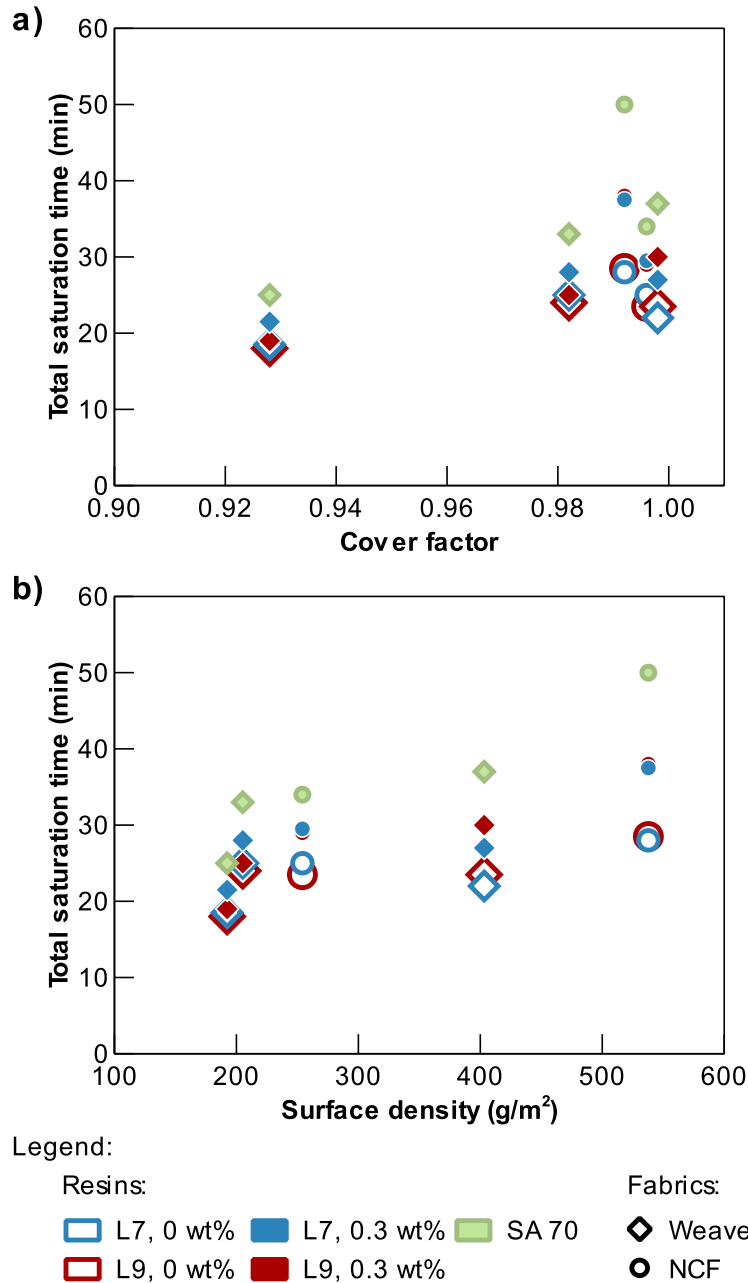 a)
Total saturation time (min)
60
50
40
30
20
10
0
0.90 0.92 0.94 0.96 0.98 1.00
Cover factor
b)
Total saturation time (min)
60
50
40
30
20
10
0
100 200 300 400 500 600
Surface density (g/m²)
Legend:
Resins: Fabrics:
L7, 0 wt% L7, 0.3 wt% SA 70 Weave
L9, 0 wt% L9, 0.3 wt% NCF